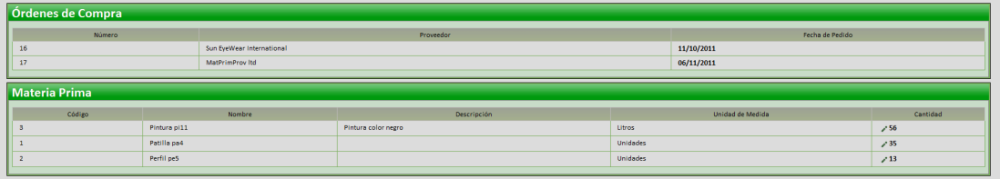 Órdenes de Compra
Número Proveedor Fecha de Pedido
16 Sun EyeWear International 11/10/2011
17 MatPrimProv ltd 06/11/2011
Materia Prima
Código Nombre Descripción Unidad de Medida Cantidad
3 Pintura pi11 Pintura color negro Litros 56
1 Patilla pa4 Unidades 35
2 Perfil pe5 Unidades 13